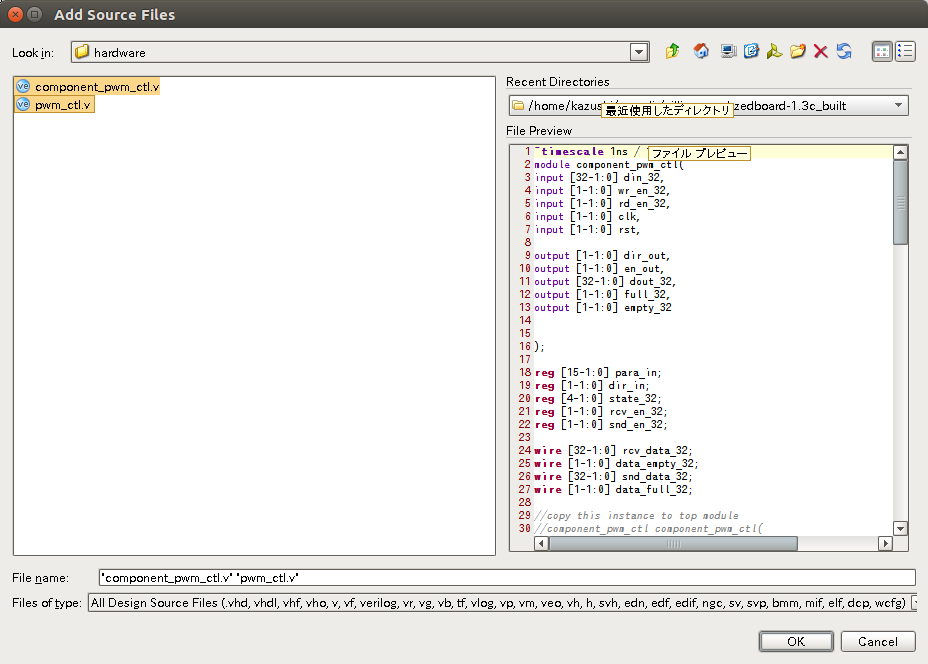 Add Source Files
Look in:
hardware
component_pwm_ctl.v
pwm_ctl.v
Recent Directories
/home/kazus
zedboard-1.3c_built
最近使用したディレクトリ
File Preview
ファイル プレビュー
1 `timescale 1ns /
2 module component_pwm_ctl(
3 input [32-1:0] din_32,
4 input [1-1:0] wr_en_32,
5 input [1-1:0] rd_en_32,
6 input [1-1:0] clk,
7 input [1-1:0] rst,
8
9 output [1-1:0] dir_out,
10 output [1-1:0] en_out,
11 output [32-1:0] dout_32,
12 output [1-1:0] full_32,
13 output [1-1:0] empty_32
14
15
16 );
17
18 reg [15-1:0] para_in;
19 reg [1-1:0] dir_in;
20 reg [4-1:0] state_32;
21 reg [1-1:0] rcv_en_32;
22 reg [1-1:0] snd_en_32;
23
24 wire [32-1:0] rcv_data_32;
25 wire [1-1:0] data_empty_32;
26 wire [32-1:0] snd_data_32;
27 wire [1-1:0] data_full_32;
28
29 //copy this instance to top module
30 //component_pwm_ctl component_pwm_ctl(
File name:
"component_pwm_ctl.v" "pwm_ctl.v"
Files of type:
All Design Source Files (.vhd, vhdl, vhf, vho, v, vf, verilog, vr, vg, vb, tf, vlog, vp, vm, veo, vh, h, svh, edn, edf, edif, ngc, sv, svp, bmm, mif, elf, dcp, wcfg)
OK
Cancel